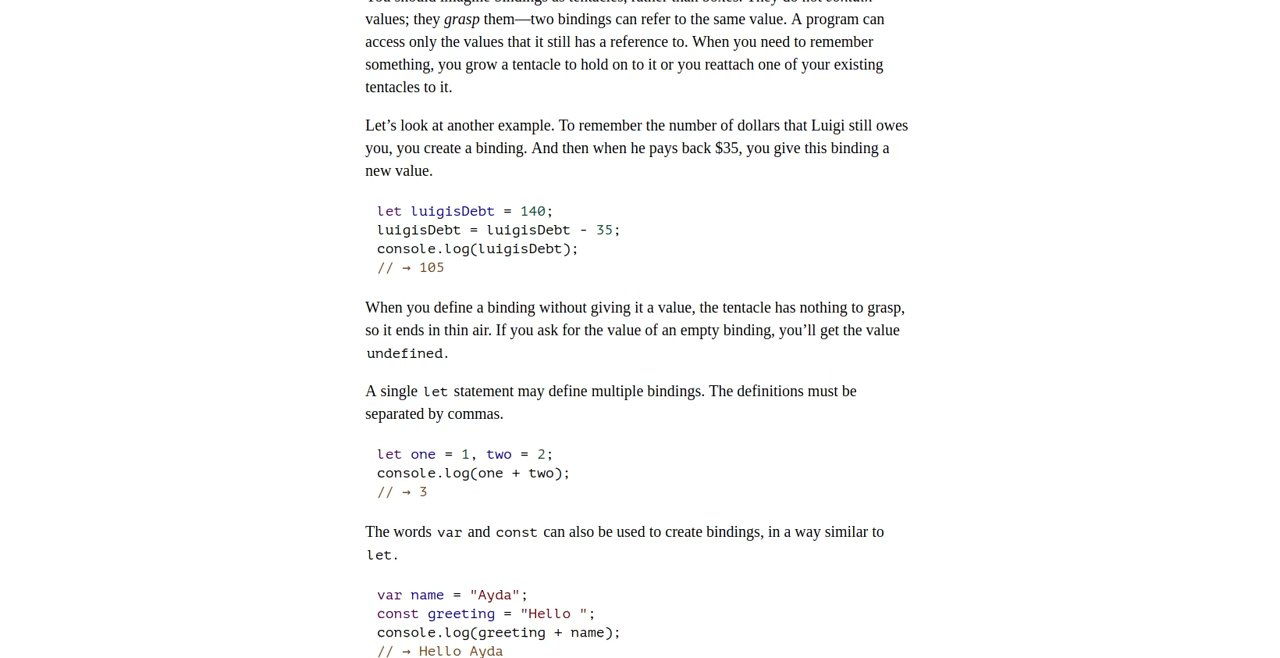 values; they grasp them—two bindings can refer to the same value. A program can
access only the values that it still has a reference to. When you need to remember
something, you grow a tentacle to hold on to it or you reattach one of your existing
tentacles to it.
Let’s look at another example. To remember the number of dollars that Luigi still owes
you, you create a binding. And then when he pays back $35, you give this binding a
new value.
let luigisDebt = 140;
luigisDebt = luigisDebt - 35;
console.log(luigisDebt);
// → 105
When you define a binding without giving it a value, the tentacle has nothing to grasp,
so it ends in thin air. If you ask for the value of an empty binding, you’ll get the value
undefined.
A single let statement may define multiple bindings. The definitions must be
separated by commas.
let one = 1, two = 2;
console.log(one + two);
// → 3
The words var and const can also be used to create bindings, in a way similar to
let.
var name = "Ayda";
const greeting = "Hello ";
console.log(greeting + name);
// → Hello Ayda